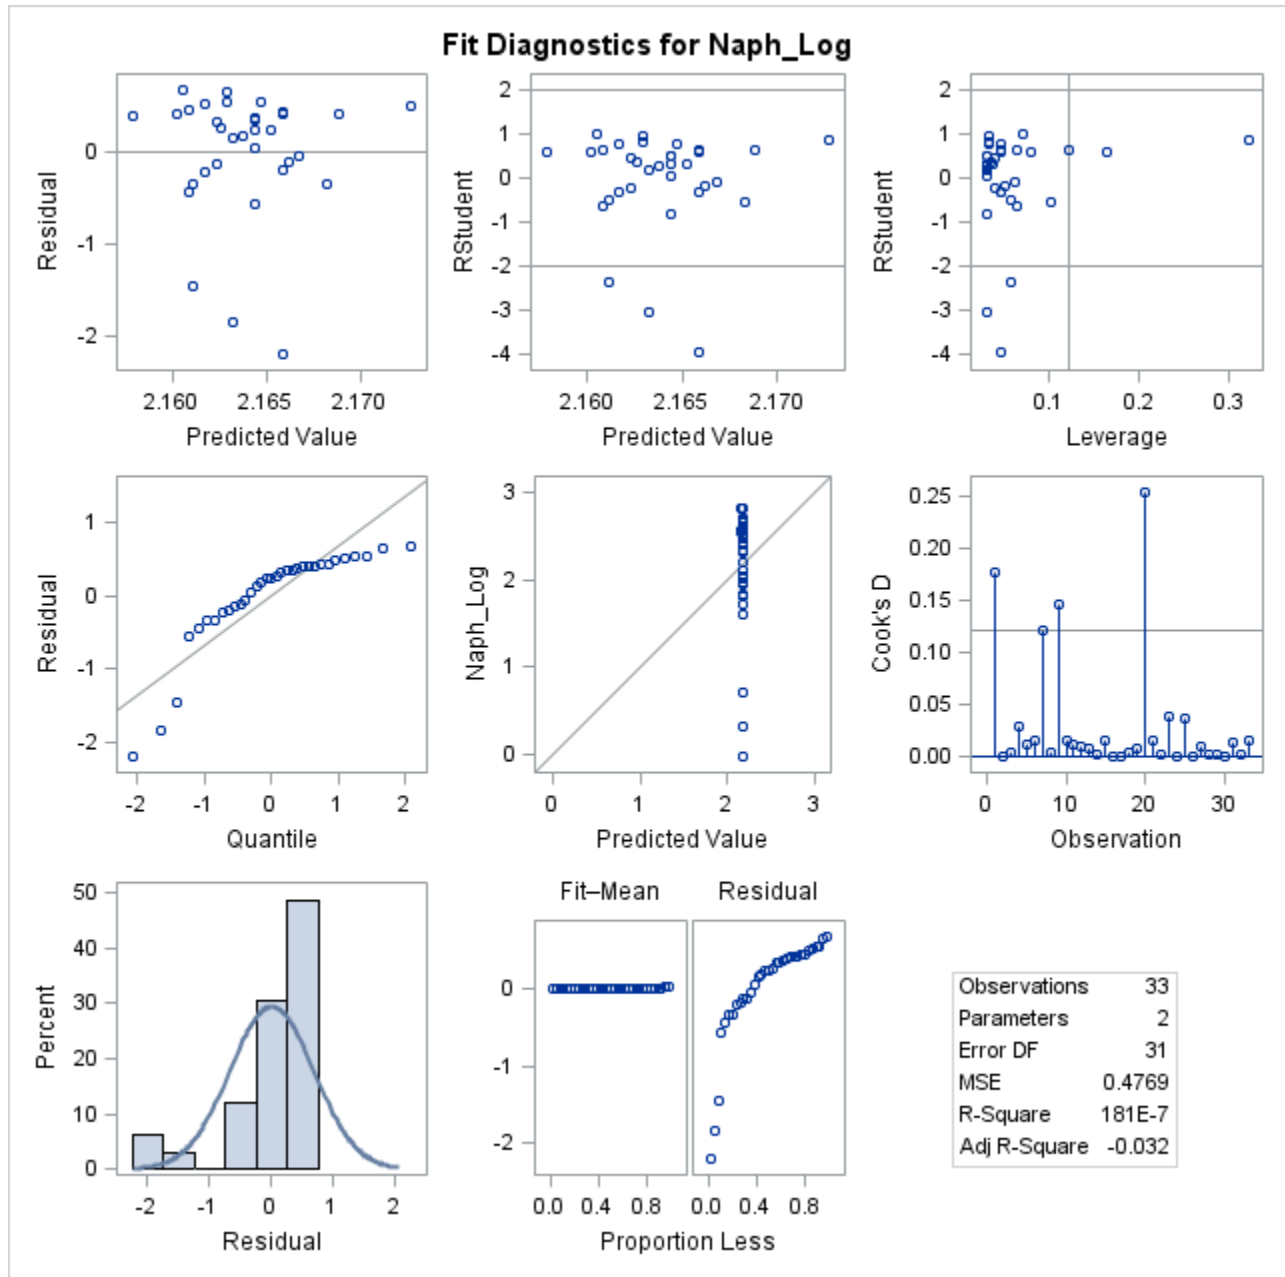 Fit Diagnostics for Naph_Log
Residual
0
-1
-2
2.160 2.165 2.170
Predicted Value
RStudent
2
1
0
-1
-2
-3
-4
2.160 2.165 2.170
Predicted Value
RStudent
2
1
0
-1
-2
-3
-4
0.1 0.2 0.3
Leverage
Residual
1
0
-1
-2
-2 -1 0 1 2
Quantile
Naph_Log
3
2
1
0
0 1 2 3
Predicted Value
Cook's D
0.25
0.20
0.15
0.10
0.05
0.00
0 10 20 30
Observation
Percent
50
40
30
20
10
0
-2 -1 0 1 2
Residual
Fit–Mean Residual
0
-1
-2
0.0 0.4 0.8 0.0 0.4 0.8
Proportion Less
Observations 33
Parameters 2
Error DF 31
MSE 0.4769
R-Square 181E-7
Adj R-Square -0.032